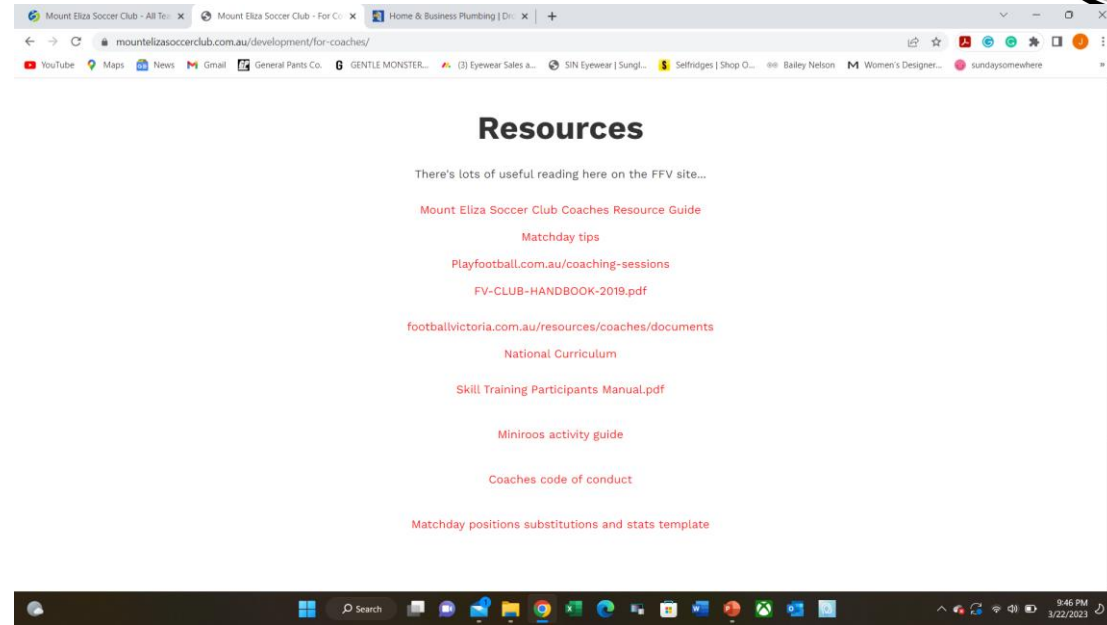 Mount Eliza Soccer Club - All Tea
Mount Eliza Soccer Club - For Co
Home & Business Plumbing | Dro
mountelizasoccerclub.com.au/development/for-coaches/
YouTube Maps News Gmail General Pants Co. GENTLE MONSTER... (3) Eyewear Sales a... SIN Eyewear | Sungl... Selfridges | Shop O... Bailey Nelson Women's Designer... sundaysomewhere
Resources
There's lots of useful reading here on the FFV site...
Mount Eliza Soccer Club Coaches Resource Guide
Matchday tips
Playfootball.com.au/coaching-sessions
FV-CLUB-HANDBOOK-2019.pdf
footballvictoria.com.au/resources/coaches/documents
National Curriculum
Skill Training Participants Manual.pdf
Miniroos activity guide
Coaches code of conduct
Matchday positions substitutions and stats template
Search
9:46 PM
3/22/2023